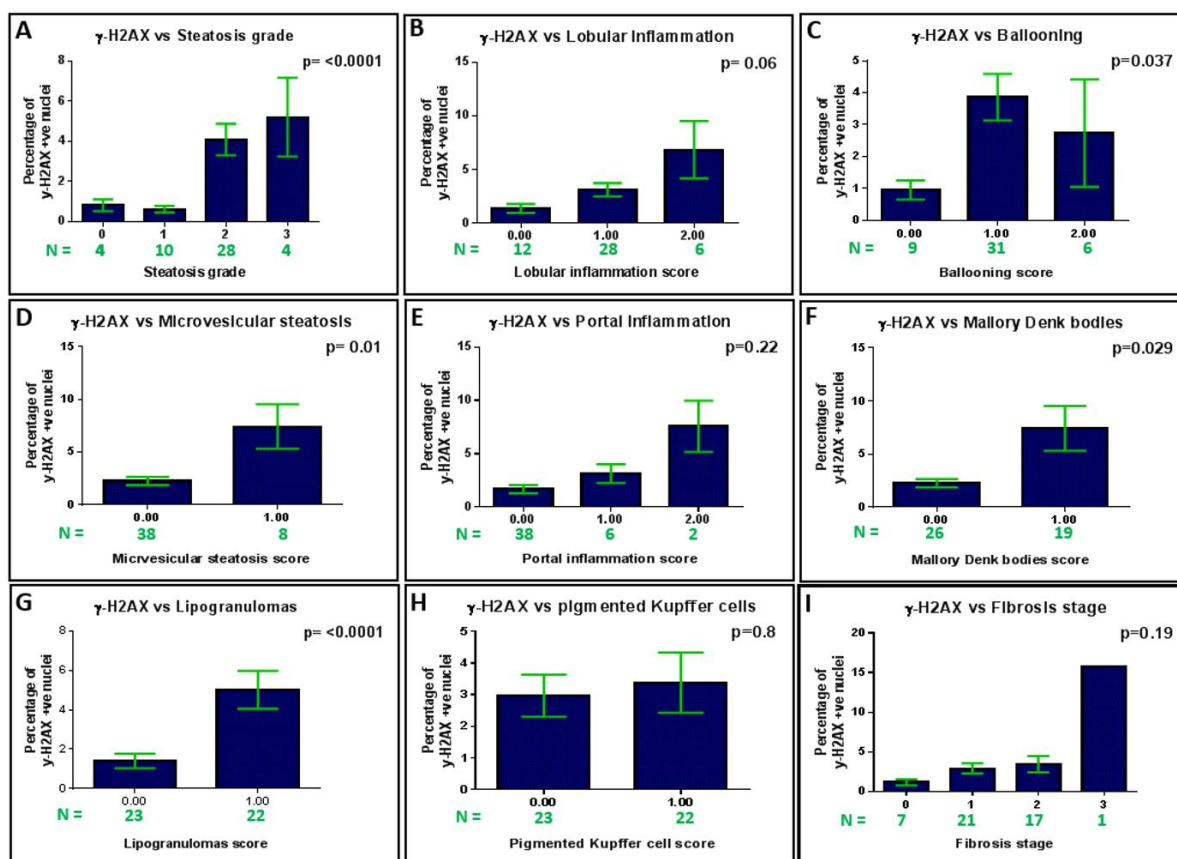 A
γ-H2AX vs Steatosis grade
p= <0.0001
Percentage of
y-H2AX +ve nuclei
8
6
4
2
0
0 1 2 3
N = 4 10 28 4
Steatosis grade
B
γ-H2AX vs Lobular Inflammation
p= 0.06
Percentage of
y-H2AX +ve nuclei
15
10
5
0
0.00 1.00 2.00
N = 12 28 6
Lobular inflammation score
C
γ-H2AX vs Ballooning
p=0.037
Percentage of
y-H2AX +ve nuclei
5
4
3
2
1
0
0.00 1.00 2.00
N = 9 31 6
Ballooning score
D
γ-H2AX vs Microvesicular steatosis
p= 0.01
Percentage of
y-H2AX +ve nuclei
15
10
5
0
0.00 1.00
N = 38 8
Micrvesicular steatosis score
E
γ-H2AX vs Portal Inflammation
p=0.22
Percentage of
y-H2AX +ve nuclei
15
10
5
0
0.00 1.00 2.00
N = 38 6 2
Portal inflammation score
F
γ-H2AX vs Mallory Denk bodies
p=0.029
Percentage of
y-H2AX +ve nuclei
15
10
5
0
0.00 1.00
N = 26 19
Mallory Denk bodies score
G
γ-H2AX vs Lipogranulomas
p= <0.0001
Percentage of
y-H2AX +ve nuclei
8
6
4
2
0
0.00 1.00
N = 23 22
Lipogranulomas score
H
γ-H2AX vs pigmented Kupffer cells
p=0.8
Percentage of
y-H2AX +ve nuclei
5
4
3
2
1
0
0.00 1.00
N = 23 22
Pigmented Kupffer cell score
I
γ-H2AX vs Fibrosis stage
p=0.19
Percentage of
y-H2AX +ve nuclei
20
15
10
5
0
0 1 2 3
N = 7 21 17 1
Fibrosis stage